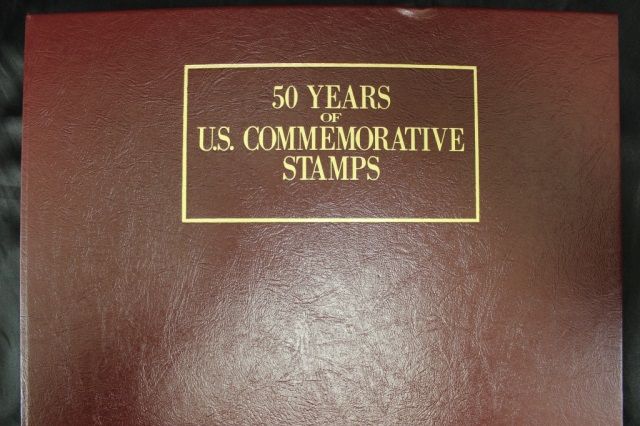 50 YEARS
OF
U.S. COMMEMORATIVE
STAMPS